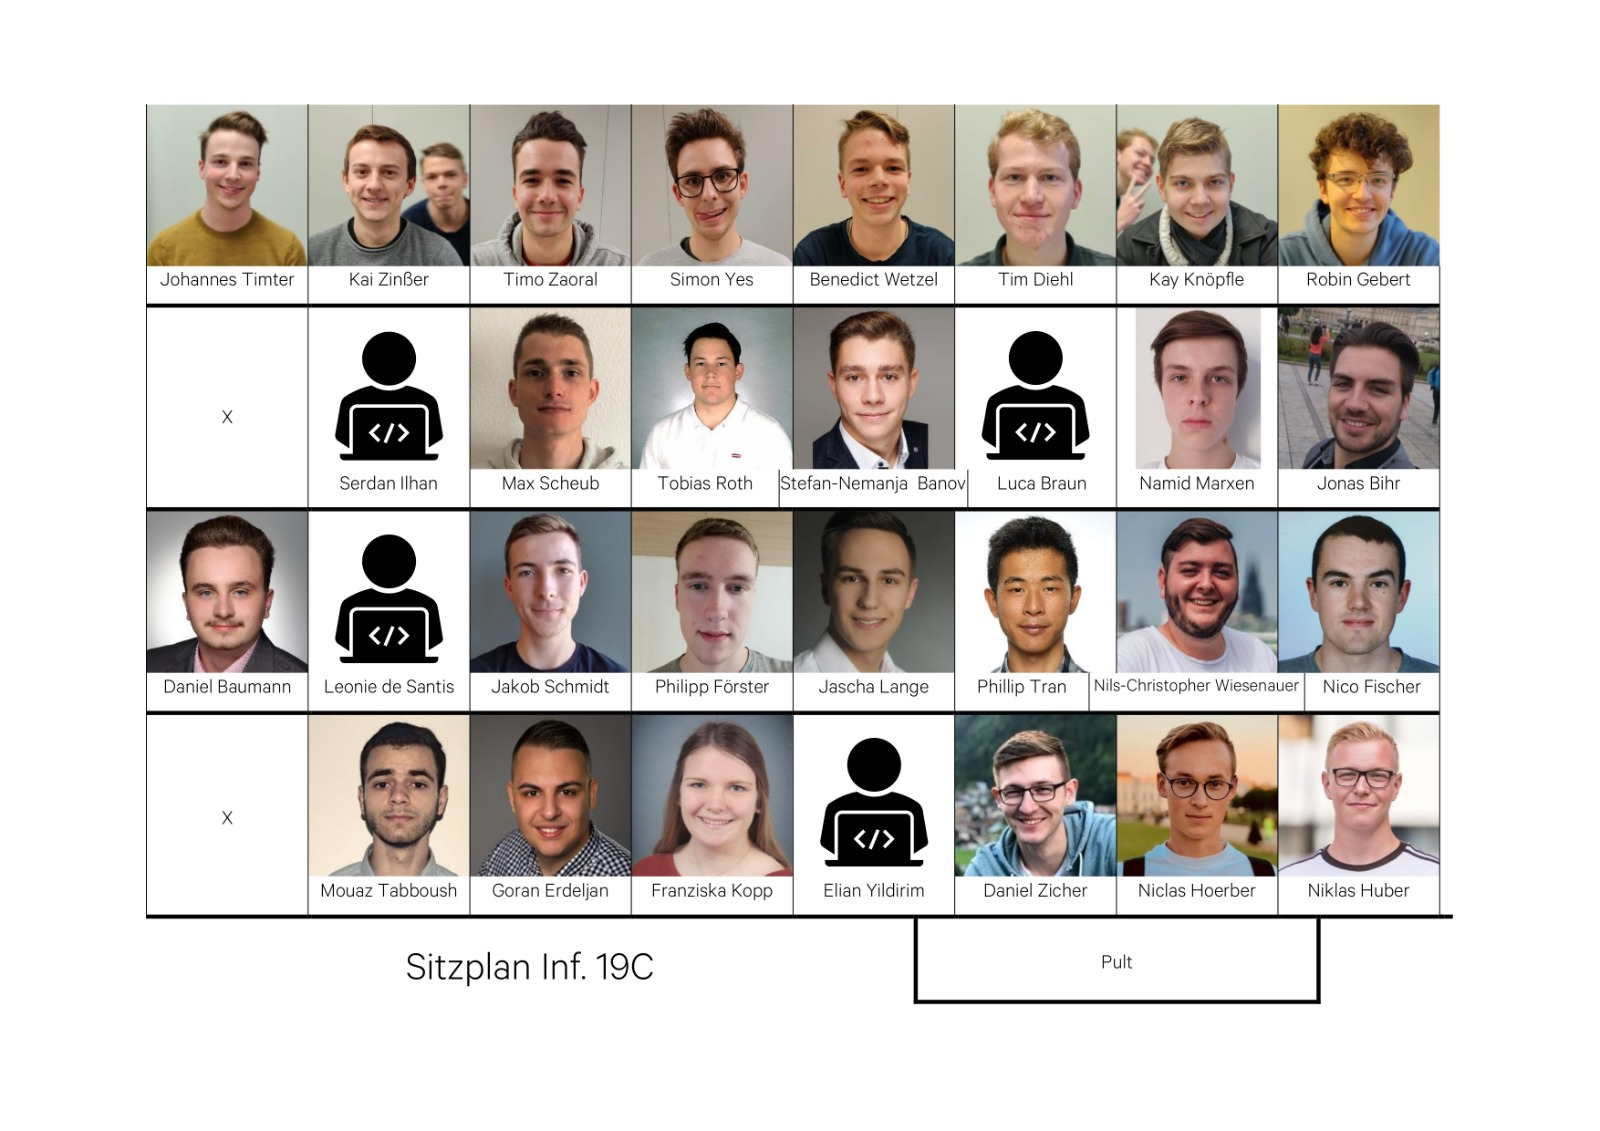 Johannes Timter Kai Zinßer Timo Zaoral Simon Yes Benedict Wetzel Tim Diehl Kay Knöpfle Robin Gebert
X
</>
</>
Serdan Ilhan Max Scheub Tobias Roth Stefan-Nemanja Banov Luca Braun Namid Marxen Jonas Bihr
</>
Daniel Baumann Leonie de Santis Jakob Schmidt Philipp Förster Jascha Lange Phillip Tran Nils-Christopher Wiesenauer Nico Fischer
X
</>
Mouaz Tabboush Goran Erdeljan Franziska Kopp Elian Yildirim Daniel Zicher Niclas Hoerber Niklas Huber
Sitzplan Inf. 19C
Pult